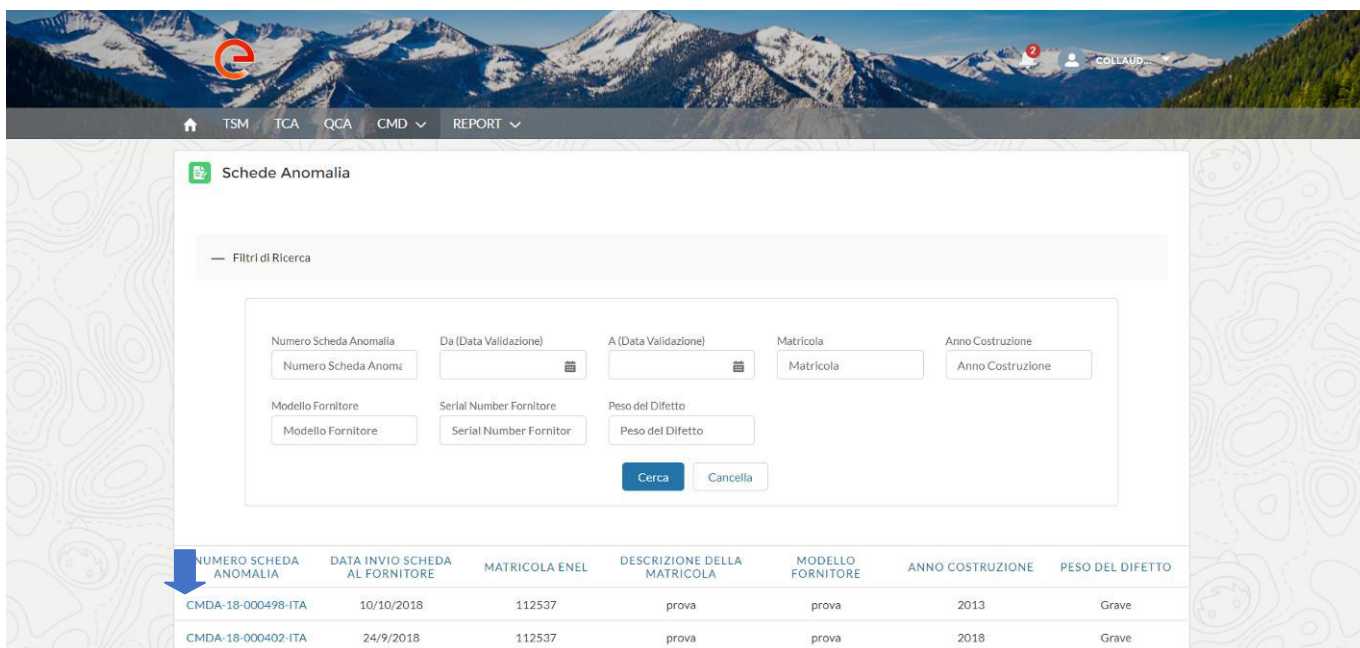 2
COLLAUD...
TSM TCA QCA CMD REPORT
Schede Anomalia
Filtri di Ricerca
Numero Scheda Anomalia Da (Data Validazione) A (Data Validazione) Matricola Anno Costruzione
Numero Scheda Anoma Matricola Anno Costruzione
Modello Fornitore Serial Number Fornitore Peso del Difetto
Modello Fornitore Serial Number Fornitor Peso del Difetto
Cerca Cancella
NUMERO SCHEDA DATA INVIO SCHEDA MATRICOLA ENEL DESCRIZIONE DELLA MODELLO ANNO COSTRUZIONE PESO DEL DIFETTO
ANOMALIA AL FORNITORE MATRICOLA FORNITORE
CMDA-18-000498-ITA 10/10/2018 112537 prova prova 2013 Grave
CMDA-18-000402-ITA 24/9/2018 112537 prova prova 2018 Grave